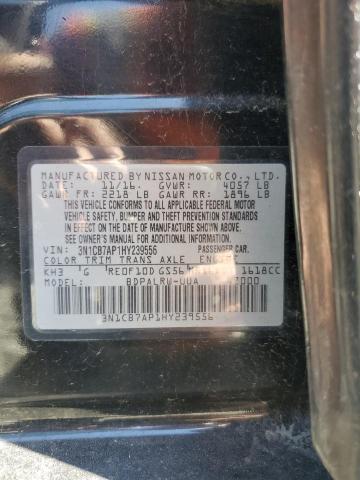 MANUFACTURED BY NISSAN MOTOR CO., LTD.
DATE: 11/16. GVWR: 4057 LB
GAWR FR: 2218 LB GAWR RR: 1896 LB
THIS VEHICLE CONFORMS TO ALL APPLICABLE FEDERAL MOTOR
VEHICLE SAFETY, BUMPER AND THEFT PREVENTION
STANDARDS IN EFFECT ON THE DATE OF MANUFACTURE SHOWN ABOVE.
SEE OWNER'S MANUAL OR
VIN: 3N1CB7AP1HY239556 PASSENGER CAR.
COLOR TRIM TRANS AXLE ENGINE
KH3 G RE0F10D GS56 1618CC
MODEL: BDPALRW-UUA
3N1CB7AP1HY239556